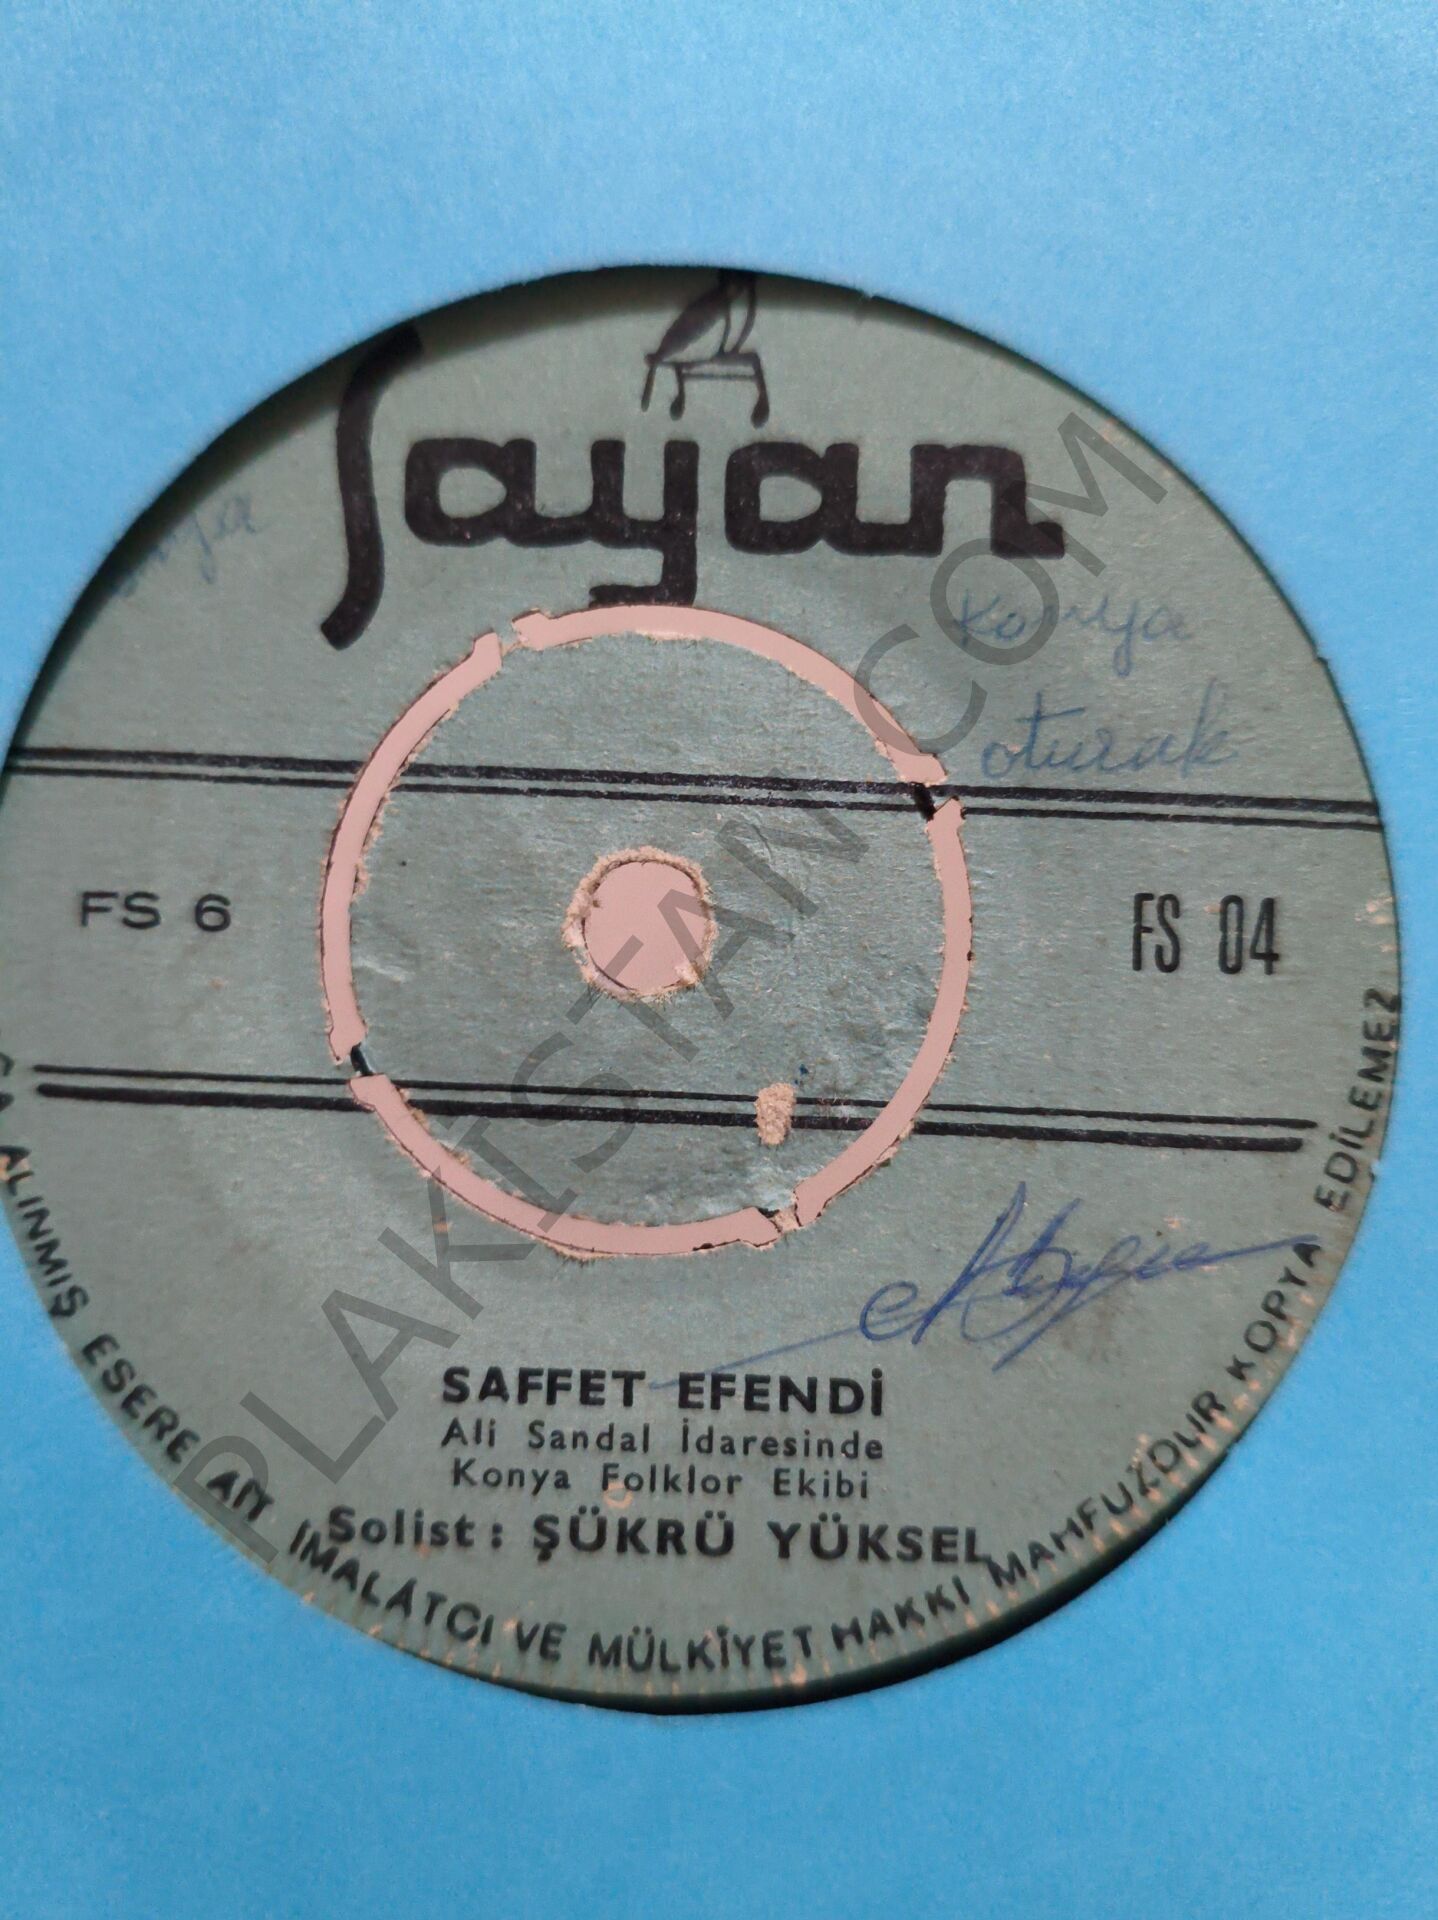 Sayan
Konya
oturak
FS 6
FS 04
SAFFET EFENDİ
Ali Sandal İdaresinde
Konya Folklor Ekibi
Solist: ŞÜKRÜ YÜKSEL
ALINMIŞ ESERE AİT İMALÂTCI VE MÜLKİYET HAKKI MAHFUZDUR KOPYA EDİLEMEZ
PLAKISTAN.COM